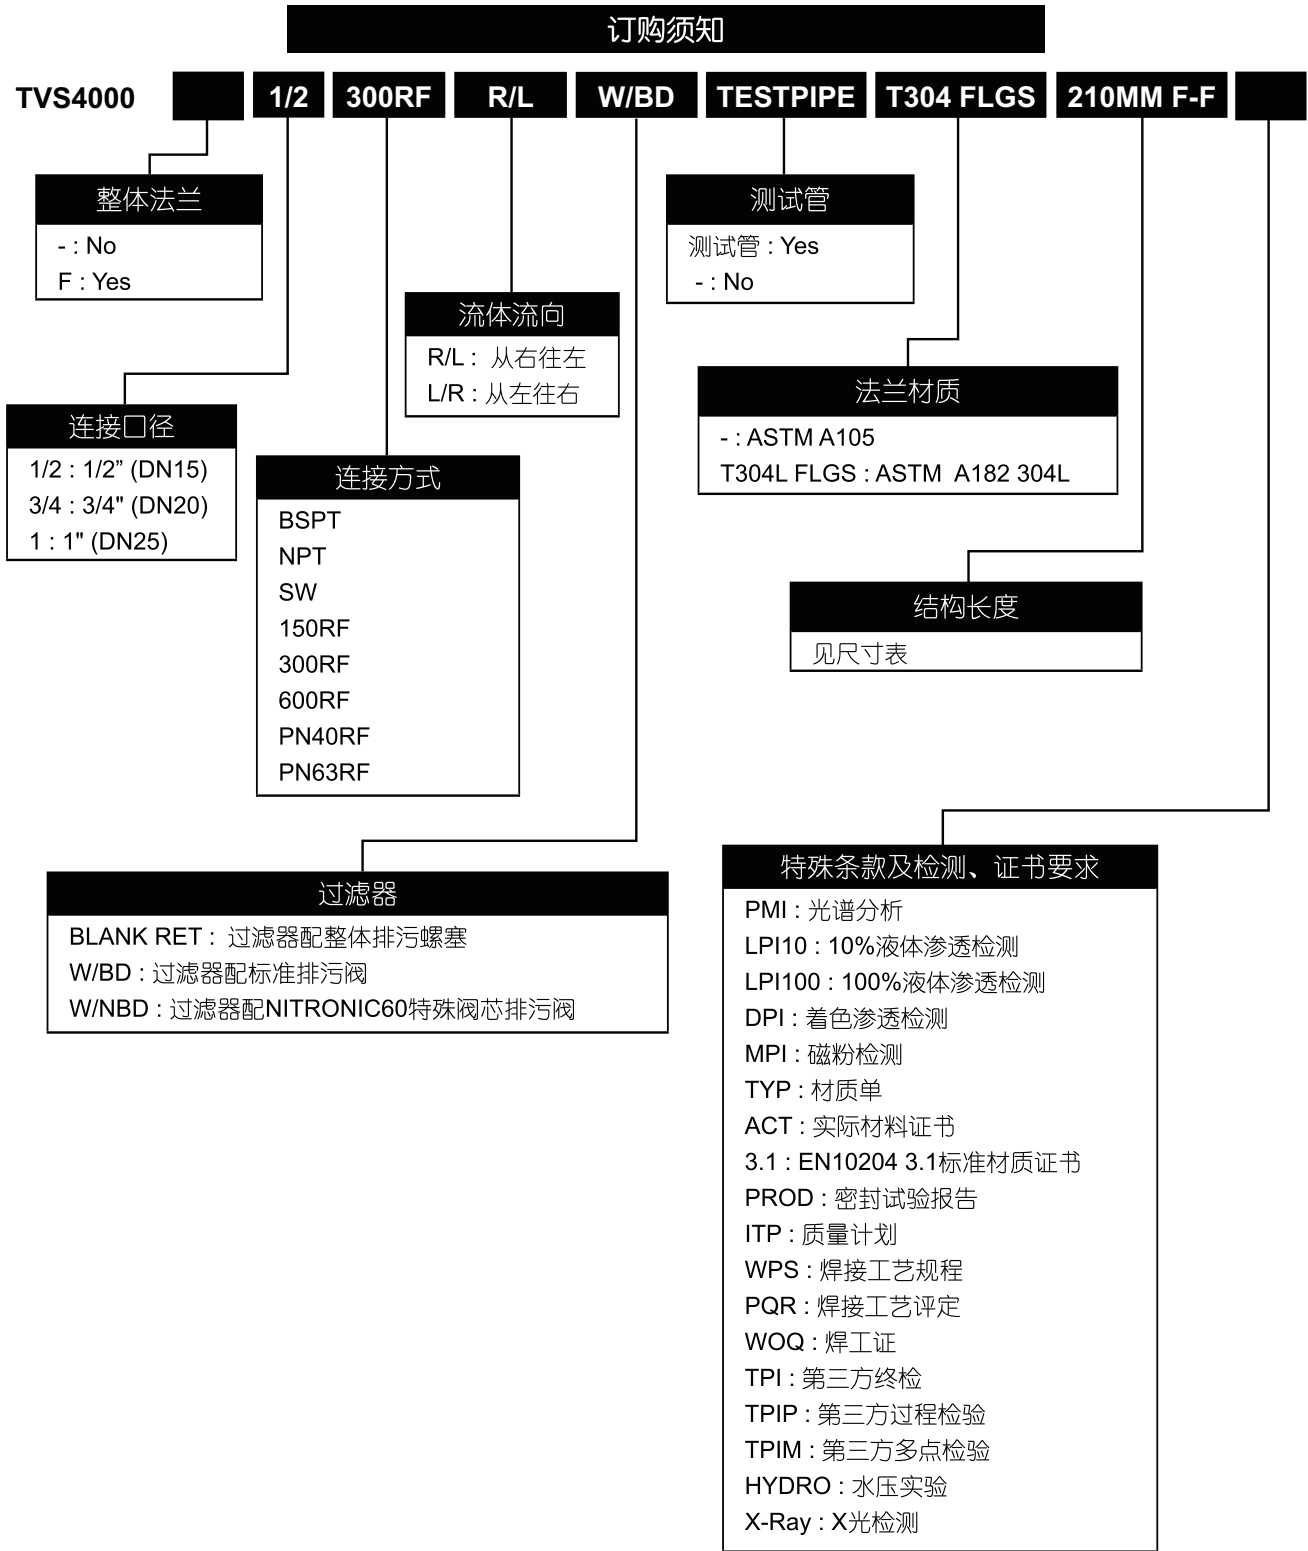 订购须知
TVS4000 1/2 300RF R/L W/BD TESTPIPE T304 FLGS 210MM F-F
整体法兰
- : No
F : Yes
测试管
测试管 : Yes
- : No
流体流向
R/L : 从右往左
L/R : 从左往右
法兰材质
- : ASTM A105
T304L FLGS : ASTM A182 304L
连接口径
1/2 : 1/2” (DN15)
3/4 : 3/4" (DN20)
1 : 1" (DN25)
连接方式
BSPT
NPT
SW
150RF
300RF
600RF
PN40RF
PN63RF
结构长度
见尺寸表
过滤器
BLANK RET : 过滤器配整体排污螺塞
W/BD : 过滤器配标准排污阀
W/NBD : 过滤器配NITRONIC60特殊阀芯排污阀
特殊条款及检测、证书要求
PMI : 光谱分析
LPI10 : 10%液体渗透检测
LPI100 : 100%液体渗透检测
DPI : 着色渗透检测
MPI : 磁粉检测
TYP : 材质单
ACT : 实际材料证书
3.1 : EN10204 3.1标准材质证书
PROD : 密封试验报告
ITP : 质量计划
WPS : 焊接工艺规程
PQR : 焊接工艺评定
WOQ : 焊工证
TPI : 第三方终检
TPIP : 第三方过程检验
TPIM : 第三方多点检验
HYDRO : 水压实验
X-Ray : X光检测